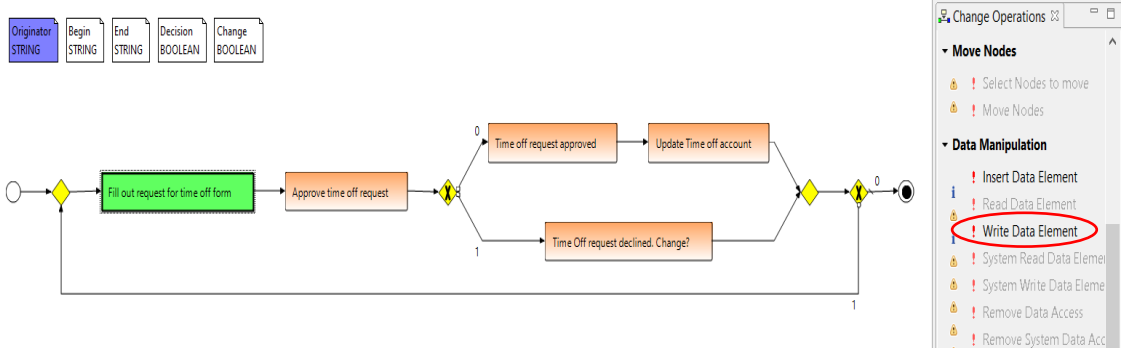 Originator
STRING
Begin
STRING
End
STRING
Decision
BOOLEAN
Change
BOOLEAN
Fill out request for time off form
Approve time off request
0
Time off request approved
Update Time off account
1
Time Off request declined. Change?
0
1
Change Operations
Move Nodes
Select Nodes to move
Move Nodes
Data Manipulation
Insert Data Element
Read Data Element
Write Data Element
System Read Data Eleme
System Write Data Eleme
Remove Data Access
Remove System Data Acc